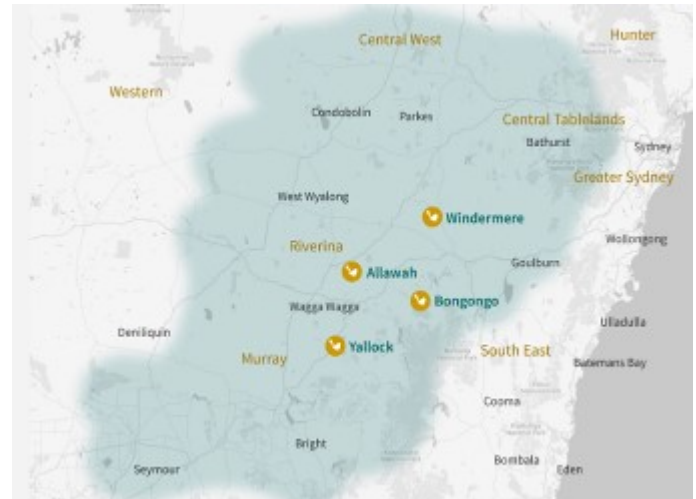 Hunter
Central West
Western
Condobolin
Parkes
Central Tablelands
Bathurst
Sydney
Greater Sydney
West Wyalong
Windermere
Riverina
Wollongong
Goulburn
Allawah
Bongongo
Wagga Wagga
Ulladulla
Deniliquin
Yallock
South East
Murray
Batemans Bay
Cooma
Bright
Bombala
Seymour
Eden